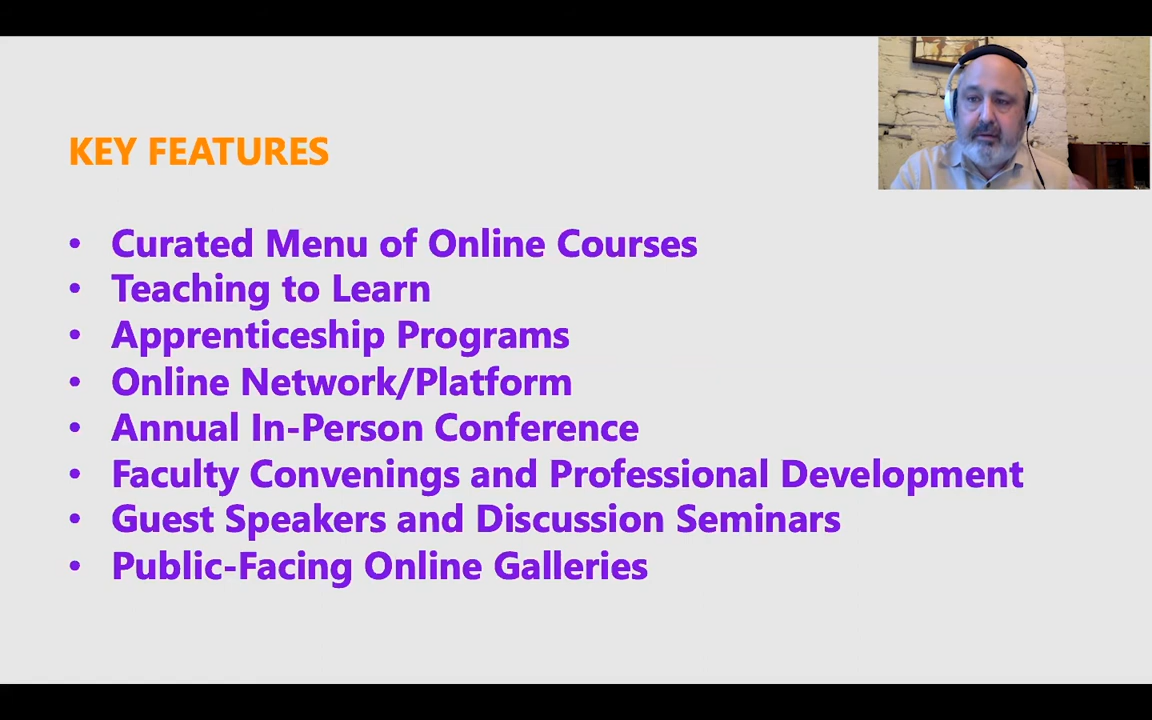 KEY FEATURES
• Curated Menu of Online Courses
• Teaching to Learn
• Apprenticeship Programs
• Online Network/Platform
• Annual In-Person Conference
• Faculty Convenings and Professional Development
• Guest Speakers and Discussion Seminars
• Public-Facing Online Galleries